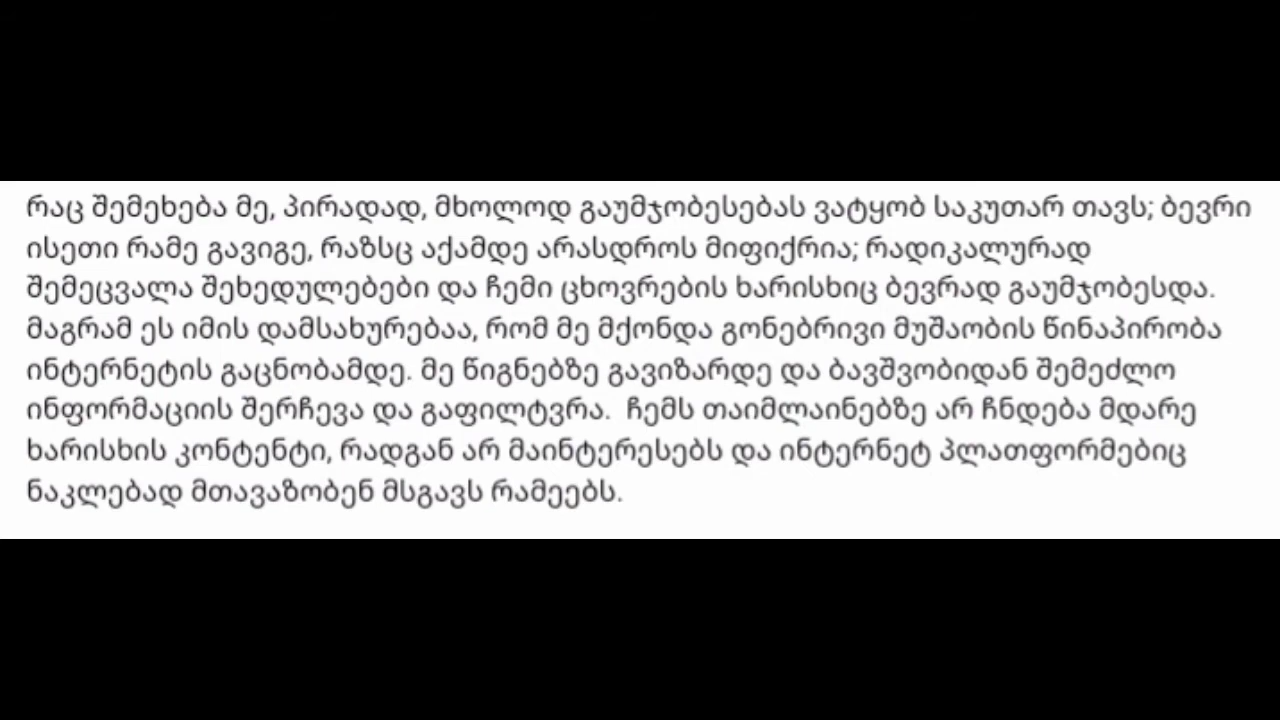 რაც შემეხება მე, პირადად, მხოლოდ გაუმჯობესებას ვატყობ საკუთარ თავს; ბევრი
ისეთი რამე გავიგე, რაზსც აქამდე არასდროს მიფიქრია; რადიკალურად
შემეცვალა შეხედულებები და ჩემი ცხოვრების ხარისხიც ბევრად გაუმჯობესდა.
მაგრამ ეს იმის დამსახურებაა, რომ მე მქონდა გონებრივი მუშაობის წინაპირობა
ინტერნეტის გაცნობამდე. მე წიგნებზე გავიზარდე და ბავშვობიდან შემეძლო
ინფორმაციის შერჩევა და გაფილტვრა.  ჩემს თაიმლაინებზე არ ჩნდება მდარე
ხარისხის კონტენტი, რადგან არ მაინტერესებს და ინტერნეტ პლათფორმებიც
ნაკლებად მთავაზობენ მსგავს რამეებს.